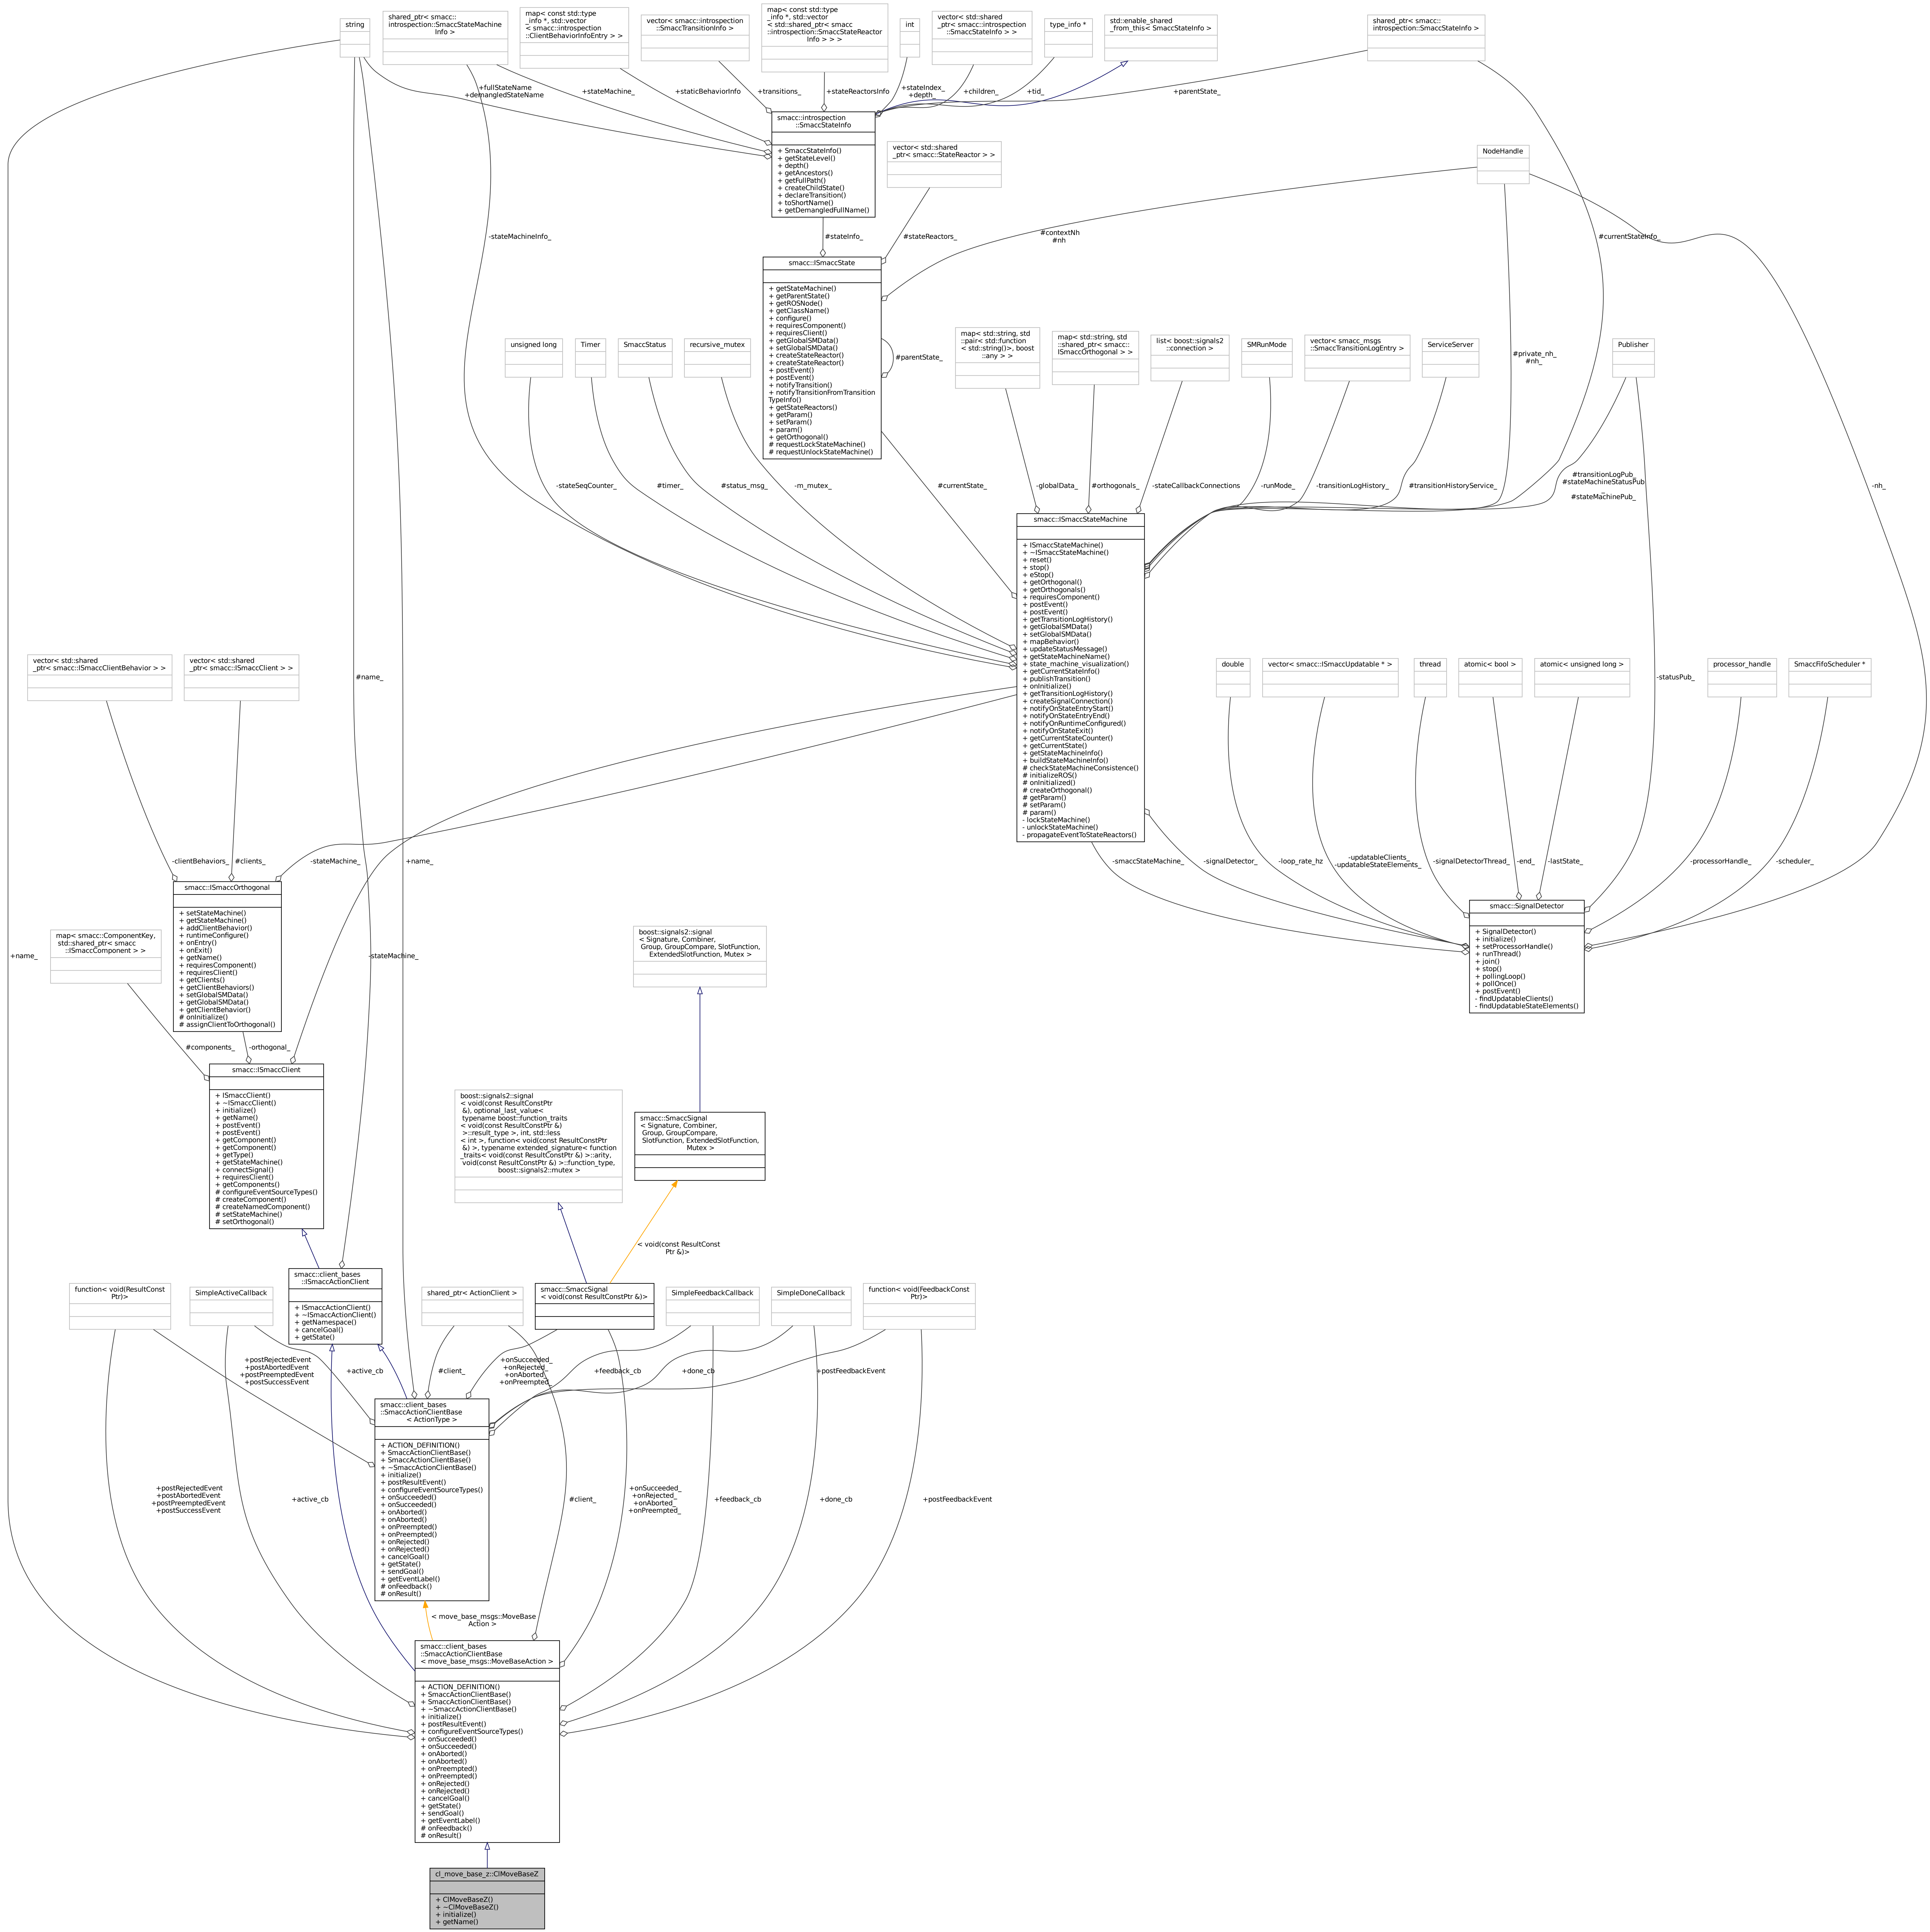 string
shared_ptr< smacc::
introspection::SmaccStateMachine
Info >
map< const std::type
_info *, std::vector
< smacc::introspection
::ClientBehaviorInfoEntry > >
vector< smacc::introspection
::SmaccTransitionInfo >
map< const std::type
_info *, std::vector
< std::shared_ptr< smacc
::introspection::SmaccStateReactor
Info > > >
int
vector< std::shared
_ptr< smacc::introspection
::SmaccStateInfo > >
type_info *
std::enable_shared
_from_this< SmaccStateInfo >
shared_ptr< smacc::
introspection::SmaccStateInfo >
+fullStateName
+demangledStateName
+stateMachine_
+staticBehaviorInfo
+transitions_
+stateReactorsInfo
+stateIndex_
+depth_
+children_
+tid_
+parentState_
smacc::introspection
::SmaccStateInfo
+ SmaccStateInfo()
+ getStateLevel()
+ depth()
+ getAncestors()
+ getFullPath()
+ createChildState()
+ declareTransition()
+ toShortName()
+ getDemangledFullName()
vector< std::shared
_ptr< smacc::StateReactor > >
NodeHandle
-stateMachineInfo_
#stateInfo_
#stateReactors_
#contextNh
#nh
#currentStateInfo_
smacc::ISmaccState
+ getStateMachine()
+ getParentState()
+ getROSNode()
+ getClassName()
+ configure()
+ requiresComponent()
+ requiresClient()
+ getGlobalSMData()
+ setGlobalSMData()
+ createStateReactor()
+ createStateReactor()
+ postEvent()
+ postEvent()
+ notifyTransition()
+ notifyTransitionFromTransition
TypeInfo()
+ getStateReactors()
+ getParam()
+ setParam()
+ param()
+ getOrthogonal()
# requestLockStateMachine()
# requestUnlockStateMachine()
#parentState_
unsigned long
Timer
SmaccStatus
recursive_mutex
map< std::string, std
::pair< std::function
< std::string()>, boost
::any > >
map< std::string, std
::shared_ptr< smacc::
ISmaccOrthogonal > >
list< boost::signals2
::connection >
SMRunMode
vector< smacc_msgs
::SmaccTransitionLogEntry >
ServiceServer
#private_nh_
#nh_
Publisher
-stateSeqCounter_
#timer_
#status_msg_
-m_mutex_
#currentState_
-globalData_
#orthogonals_
-stateCallbackConnections
-runMode_
-transitionLogHistory_
#transitionHistoryService_
#transitionLogPub_
#stateMachineStatusPub
_
#stateMachinePub_
-nh_
smacc::ISmaccStateMachine
+ ISmaccStateMachine()
+ ~ISmaccStateMachine()
+ reset()
+ stop()
+ eStop()
+ getOrthogonal()
+ getOrthogonals()
+ requiresComponent()
+ postEvent()
+ postEvent()
+ getTransitionLogHistory()
+ getGlobalSMData()
+ setGlobalSMData()
+ mapBehavior()
+ updateStatusMessage()
+ getStateMachineName()
+ state_machine_visualization()
+ getCurrentStateInfo()
+ publishTransition()
+ onInitialize()
+ getTransitionLogHistory()
+ createSignalConnection()
+ notifyOnStateEntryStart()
+ notifyOnStateEntryEnd()
+ notifyOnRuntimeConfigured()
+ notifyOnStateExit()
+ getCurrentStateCounter()
+ getCurrentState()
+ getStateMachineInfo()
+ buildStateMachineInfo()
# checkStateMachineConsistence()
# initializeROS()
# onInitialized()
# createOrthogonal()
# getParam()
# setParam()
# param()
- lockStateMachine()
- unlockStateMachine()
- propagateEventToStateReactors()
vector< std::shared
_ptr< smacc::ISmaccClientBehavior > >
vector< std::shared
_ptr< smacc::ISmaccClient > >
#name_
double
vector< smacc::ISmaccUpdatable * >
thread
atomic< bool >
atomic< unsigned long >
-statusPub_
processor_handle
SmaccFifoScheduler *
-clientBehaviors_
#clients_
-stateMachine_
+name_
-smaccStateMachine_
-signalDetector_
-loop_rate_hz
-updatableClients_
-updatableStateElements_
-signalDetectorThread_
-end_
-lastState_
-processorHandle_
-scheduler_
smacc::ISmaccOrthogonal
+ setStateMachine()
+ getStateMachine()
+ addClientBehavior()
+ runtimeConfigure()
+ onEntry()
+ onExit()
+ getName()
+ requiresComponent()
+ requiresClient()
+ getClients()
+ getClientBehaviors()
+ setGlobalSMData()
+ getGlobalSMData()
+ getClientBehavior()
# onInitialize()
# assignClientToOrthogonal()
smacc::SignalDetector
+ SignalDetector()
+ initialize()
+ setProcessorHandle()
+ runThread()
+ join()
+ stop()
+ pollingLoop()
+ pollOnce()
+ postEvent()
- findUpdatableClients()
- findUpdatableStateElements()
map< smacc::ComponentKey,
std::shared_ptr< smacc
::ISmaccComponent > >
+name_
-stateMachine_
boost::signals2::signal
< Signature, Combiner,
Group, GroupCompare, SlotFunction,
ExtendedSlotFunction, Mutex >
#components_
-orthogonal_
smacc::ISmaccClient
+ ISmaccClient()
+ ~ISmaccClient()
+ initialize()
+ getName()
+ postEvent()
+ postEvent()
+ getComponent()
+ getComponent()
+ getType()
+ getStateMachine()
+ connectSignal()
+ requiresClient()
+ getComponents()
# configureEventSourceTypes()
# createComponent()
# createNamedComponent()
# setStateMachine()
# setOrthogonal()
boost::signals2::signal
< void(const ResultConstPtr
&), optional_last_value<
typename boost::function_traits
< void(const ResultConstPtr &)
>::result_type >, int, std::less
< int >, function< void(const ResultConstPtr
&) >, typename extended_signature< function
_traits< void(const ResultConstPtr &) >::arity,
void(const ResultConstPtr &) >::function_type,
boost::signals2::mutex >
smacc::SmaccSignal
< Signature, Combiner,
Group, GroupCompare,
SlotFunction, ExtendedSlotFunction,
Mutex >
< void(const ResultConst
Ptr &)>
function< void(ResultConst
Ptr)>
SimpleActiveCallback
smacc::client_bases
::ISmaccActionClient
+ ISmaccActionClient()
+ ~ISmaccActionClient()
+ getNamespace()
+ cancelGoal()
+ getState()
shared_ptr< ActionClient >
smacc::SmaccSignal
< void(const ResultConstPtr &)>
SimpleFeedbackCallback
SimpleDoneCallback
function< void(FeedbackConst
Ptr)>
+postRejectedEvent
+postAbortedEvent
+postPreemptedEvent
+postSuccessEvent
+active_cb
#client_
+onSucceeded_
+onRejected_
+onAborted_
+onPreempted_
+feedback_cb
+done_cb
+postFeedbackEvent
smacc::client_bases
::SmaccActionClientBase
< ActionType >
+ ACTION_DEFINITION()
+ SmaccActionClientBase()
+ SmaccActionClientBase()
+ ~SmaccActionClientBase()
+ initialize()
+ postResultEvent()
+ configureEventSourceTypes()
+ onSucceeded()
+ onSucceeded()
+ onAborted()
+ onAborted()
+ onPreempted()
+ onPreempted()
+ onRejected()
+ onRejected()
+ cancelGoal()
+ getState()
+ sendGoal()
+ getEventLabel()
# onFeedback()
# onResult()
+postRejectedEvent
+postAbortedEvent
+postPreemptedEvent
+postSuccessEvent
+active_cb
#client_
+onSucceeded_
+onRejected_
+onAborted_
+onPreempted_
+feedback_cb
+done_cb
+postFeedbackEvent
< move_base_msgs::MoveBase
Action >
smacc::client_bases
::SmaccActionClientBase
< move_base_msgs::MoveBaseAction >
+ ACTION_DEFINITION()
+ SmaccActionClientBase()
+ SmaccActionClientBase()
+ ~SmaccActionClientBase()
+ initialize()
+ postResultEvent()
+ configureEventSourceTypes()
+ onSucceeded()
+ onSucceeded()
+ onAborted()
+ onAborted()
+ onPreempted()
+ onPreempted()
+ onRejected()
+ onRejected()
+ cancelGoal()
+ getState()
+ sendGoal()
+ getEventLabel()
# onFeedback()
# onResult()
cl_move_base_z::ClMoveBaseZ
+ ClMoveBaseZ()
+ ~ClMoveBaseZ()
+ initialize()
+ getName()